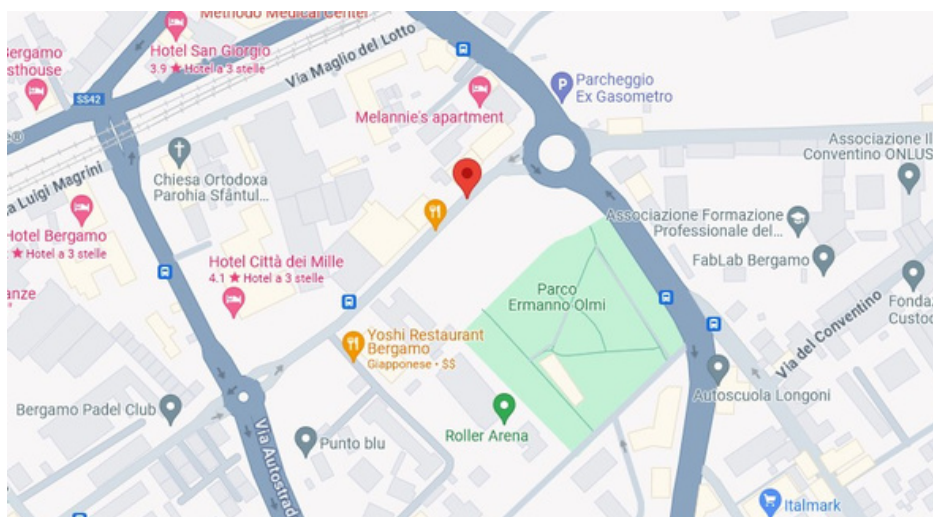 Methodo Medical Center
Hotel San Giorgio
3.9 ★ Hotel a 3 stelle
Bergamo
sthouse
Via Maglio del Lotto
SS42
Parcheggio
Ex Gasometro
Melannie's apartment
Associazione Il
Conventino ONLUS
Chiesa Ortodoxa
Parohia Sfântul...
a Luigi Magrini
Hotel Bergamo
★ Hotel a 3 stelle
Associazione Formazione
Professionale del...
FabLab Bergamo
Hotel Città dei Mille
4.1 ★ Hotel a 3 stelle
anze
Parco
Ermanno Olmi
Fonda
Custod
Yoshi Restaurant
Bergamo
Giapponese • $$
Via del Conventino
Autoscuola Longoni
Bergamo Padel Club
Roller Arena
Punto blu
Via Autostrad
Italmark